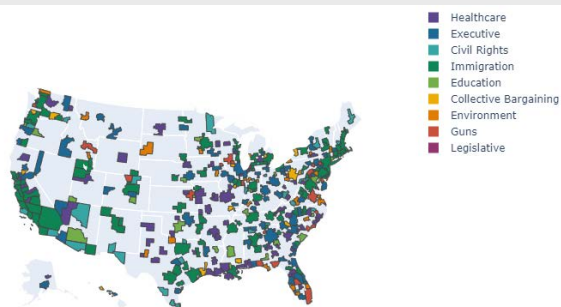 Healthcare
Executive
Civil Rights
Immigration
Education
Collective Bargaining
Environment
Guns
Legislative